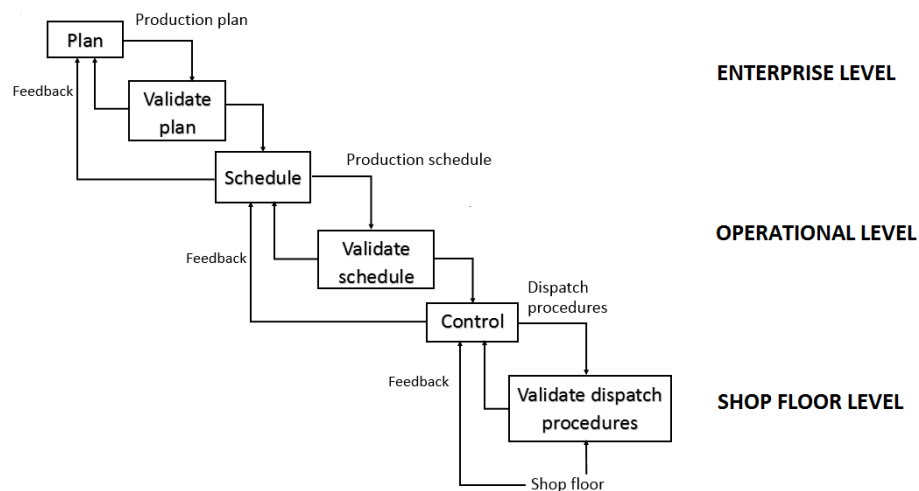 Production plan
Plan
ENTERPRISE LEVEL
Feedback
Validate
plan
Production schedule
Schedule
OPERATIONAL LEVEL
Validate
schedule
Feedback
Dispatch
procedures
Control
Feedback
Validate dispatch
procedures
SHOP FLOOR LEVEL
Shop floor